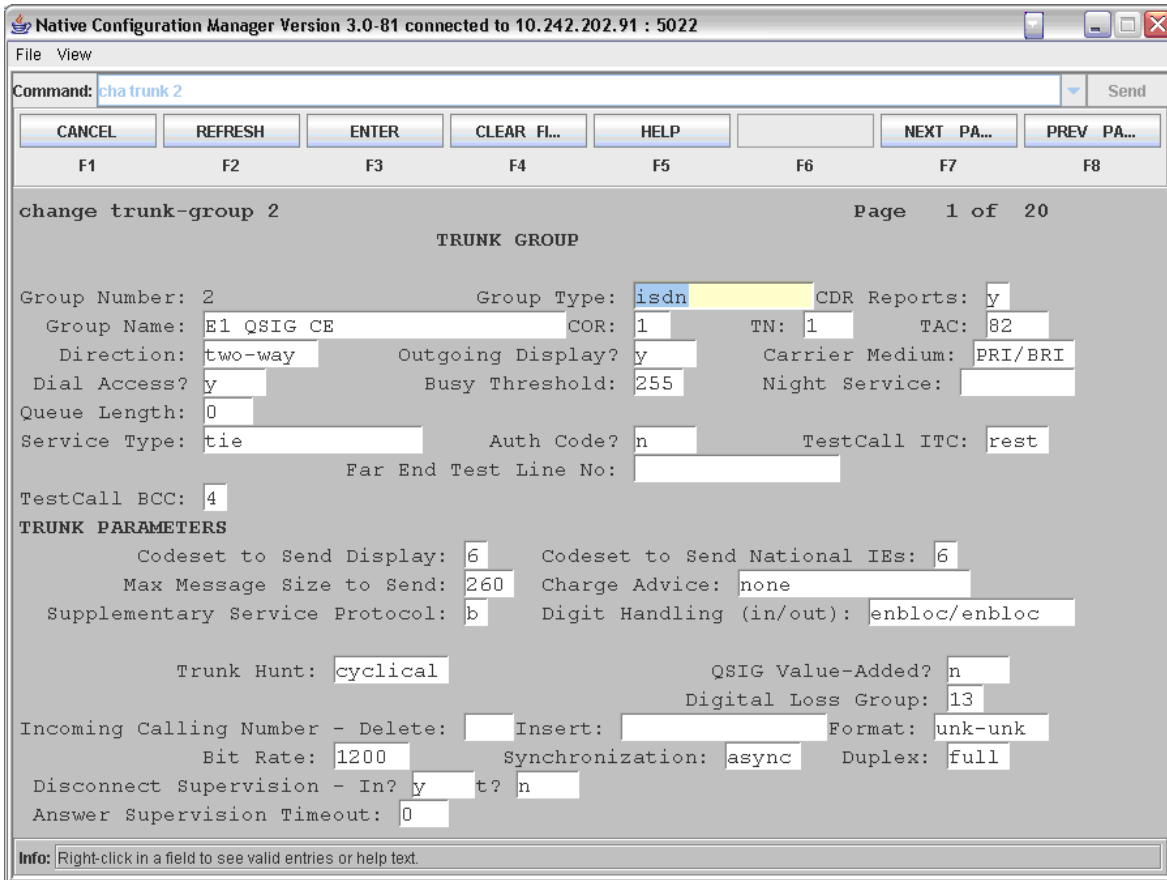 Native Configuration Manager Version 3.0-81 connected to 10.242.202.91 : 5022
File View
Command: cha trunk 2 Send
CANCEL REFRESH ENTER CLEAR FI... HELP NEXT PA... PREV PA...
F1 F2 F3 F4 F5 F6 F7 F8
change trunk-group 2 Page 1 of 20
TRUNK GROUP
Group Number: 2 Group Type: isdn CDR Reports: y
Group Name: E1 QSIG CE COR: 1 TN: 1 TAC: 82
Direction: two-way Outgoing Display? y Carrier Medium: PRI/BRI
Dial Access? y Busy Threshold: 255 Night Service:
Queue Length: 0
Service Type: tie Auth Code? n TestCall ITC: rest
Far End Test Line No:
TestCall BCC: 4
TRUNK PARAMETERS
Codeset to Send Display: 6 Codeset to Send National IEs: 6
Max Message Size to Send: 260 Charge Advice: none
Supplementary Service Protocol: b Digit Handling (in/out): enbloc/enbloc
Trunk Hunt: cyclical QSIG Value-Added? n
Digital Loss Group: 13
Incoming Calling Number - Delete: Insert: Format: unk-unk
Bit Rate: 1200 Synchronization: async Duplex: full
Disconnect Supervision - In? y t? n
Answer Supervision Timeout: 0
Info: Right-click in a field to see valid entries or help text.